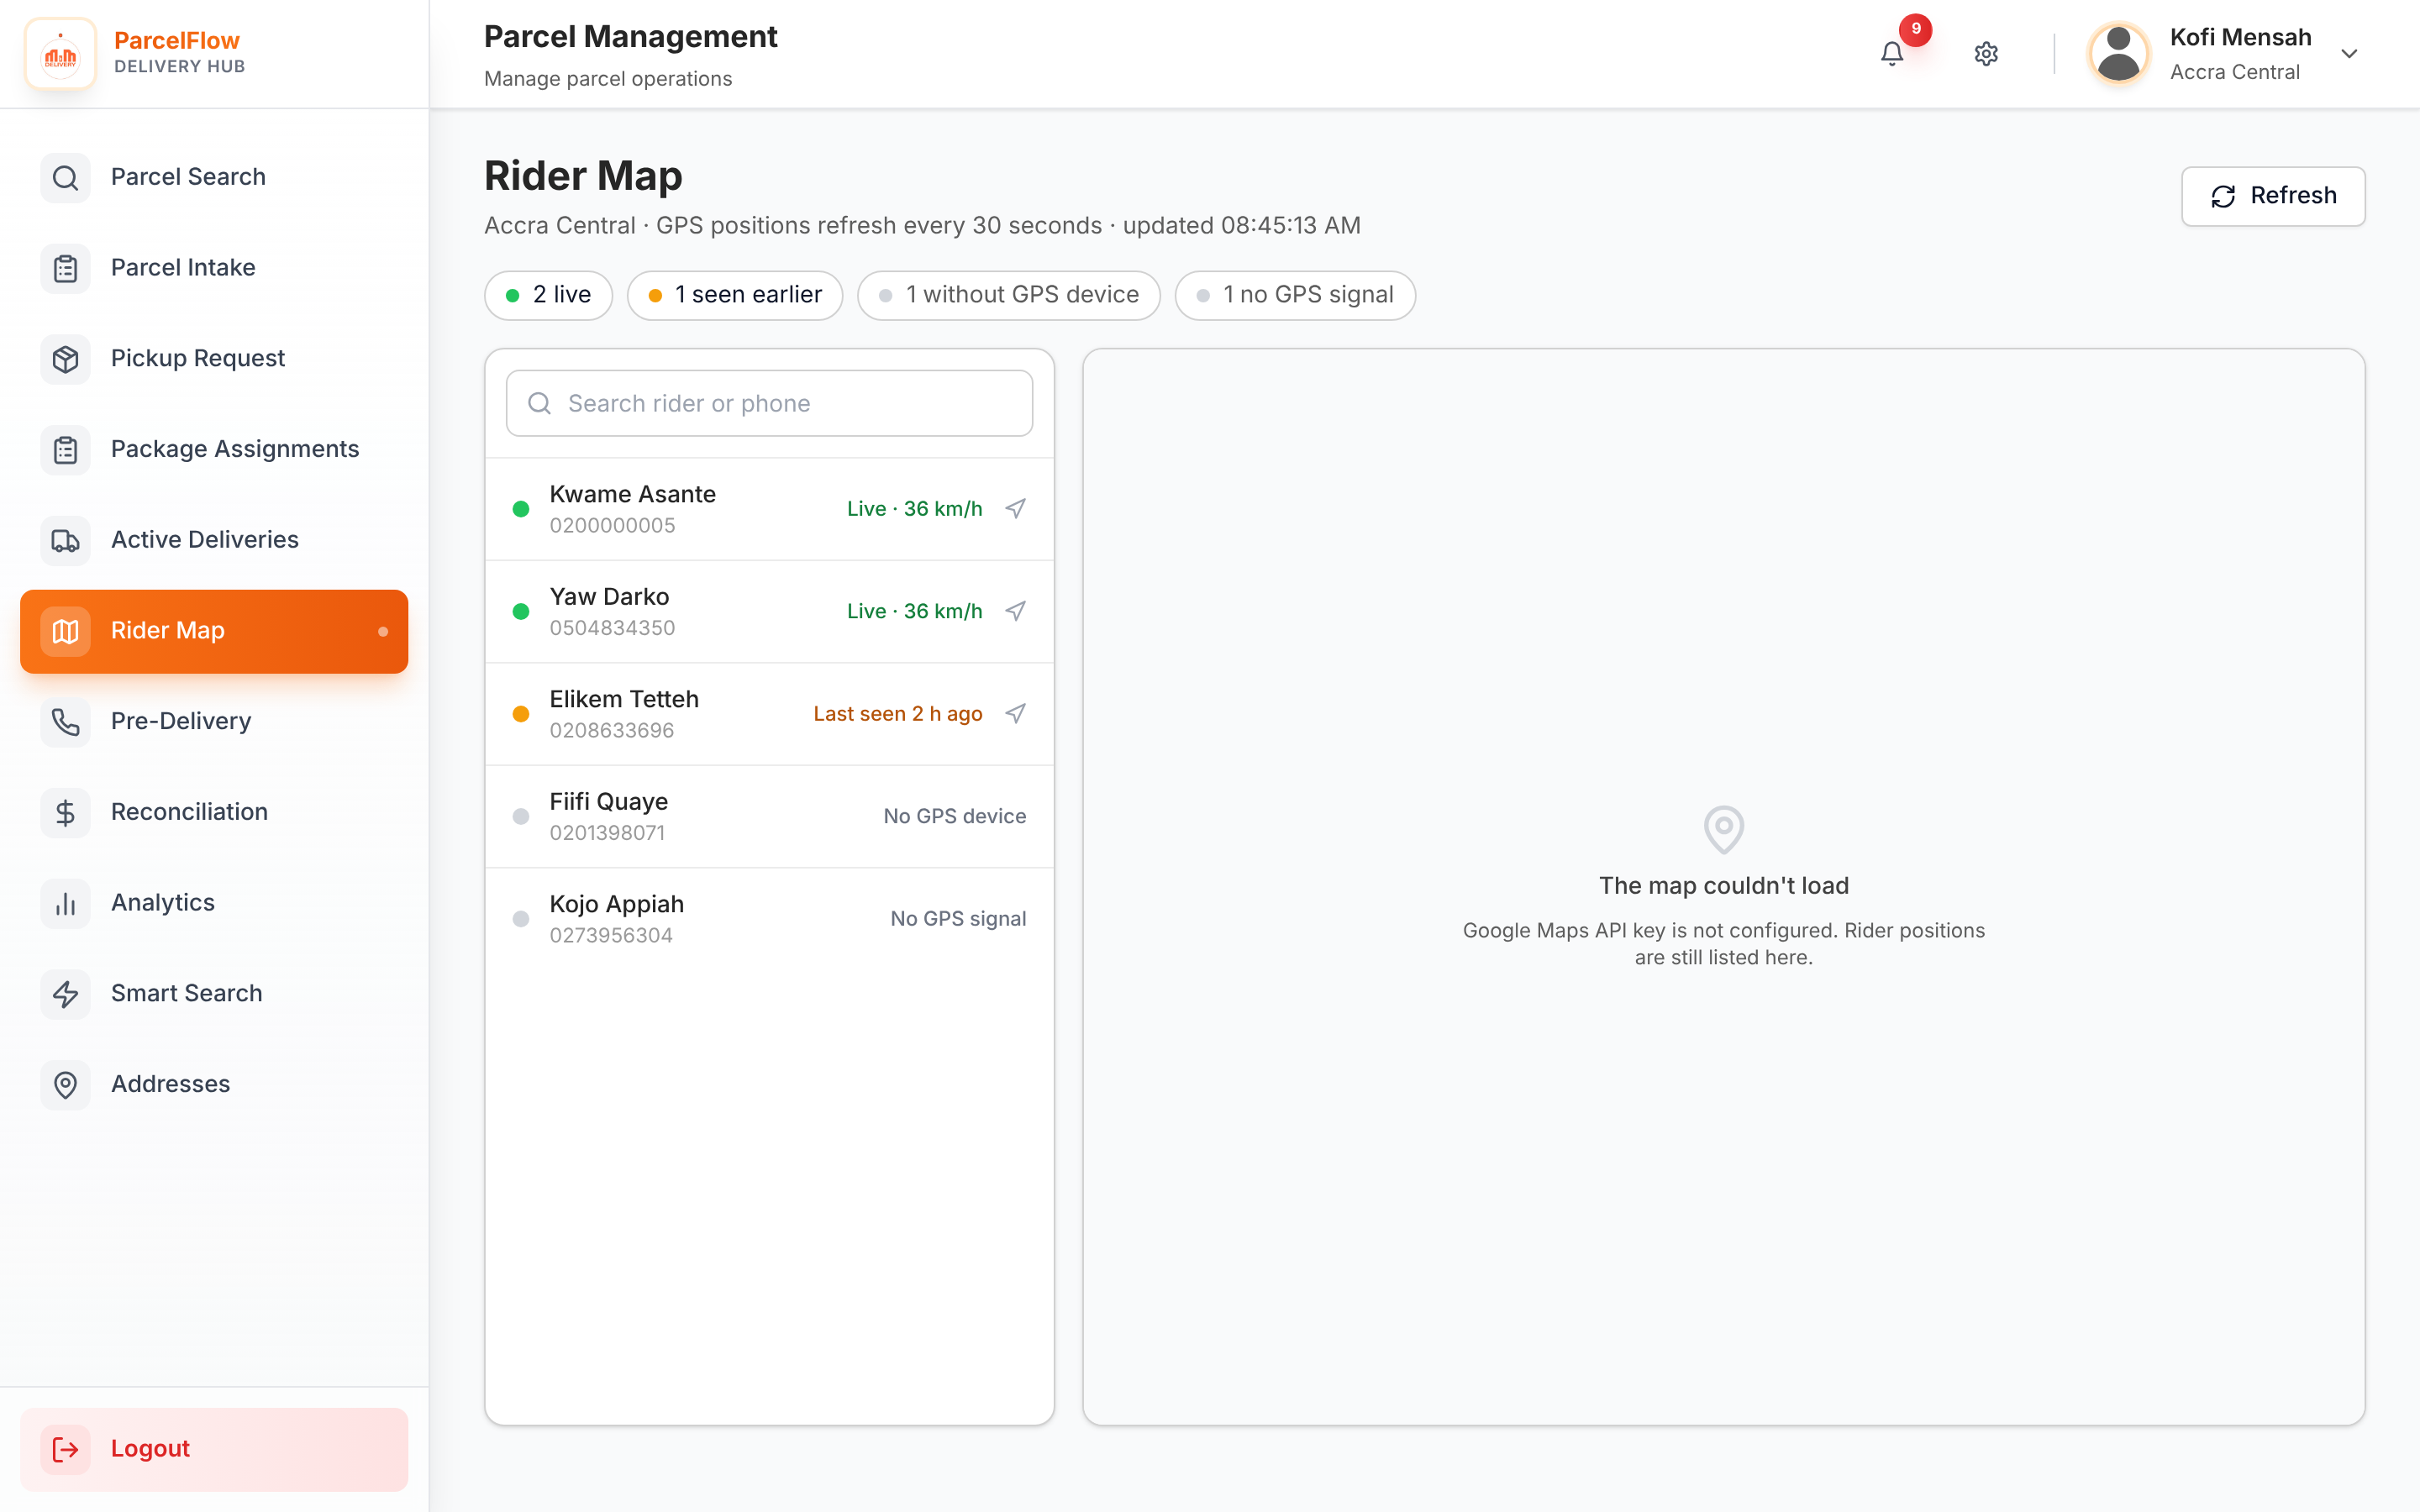 ParcelFlow
DELIVERY HUB
DELIVERY
Parcel Search
Parcel Intake
Pickup Request
Package Assignments
Active Deliveries
Rider Map
Pre-Delivery
Reconciliation
Analytics
Smart Search
Addresses
Logout
Parcel Management
Manage parcel operations
9
Kofi Mensah
Accra Central
Rider Map
Accra Central · GPS positions refresh every 30 seconds · updated 08:45:13 AM
Refresh
2 live
1 seen earlier
1 without GPS device
1 no GPS signal
Search rider or phone
Kwame Asante
0200000005
Live · 36 km/h
Yaw Darko
0504834350
Live · 36 km/h
Elikem Tetteh
0208633696
Last seen 2 h ago
Fiifi Quaye
0201398071
No GPS device
Kojo Appiah
0273956304
No GPS signal
The map couldn't load
Google Maps API key is not configured. Rider positions
are still listed here.